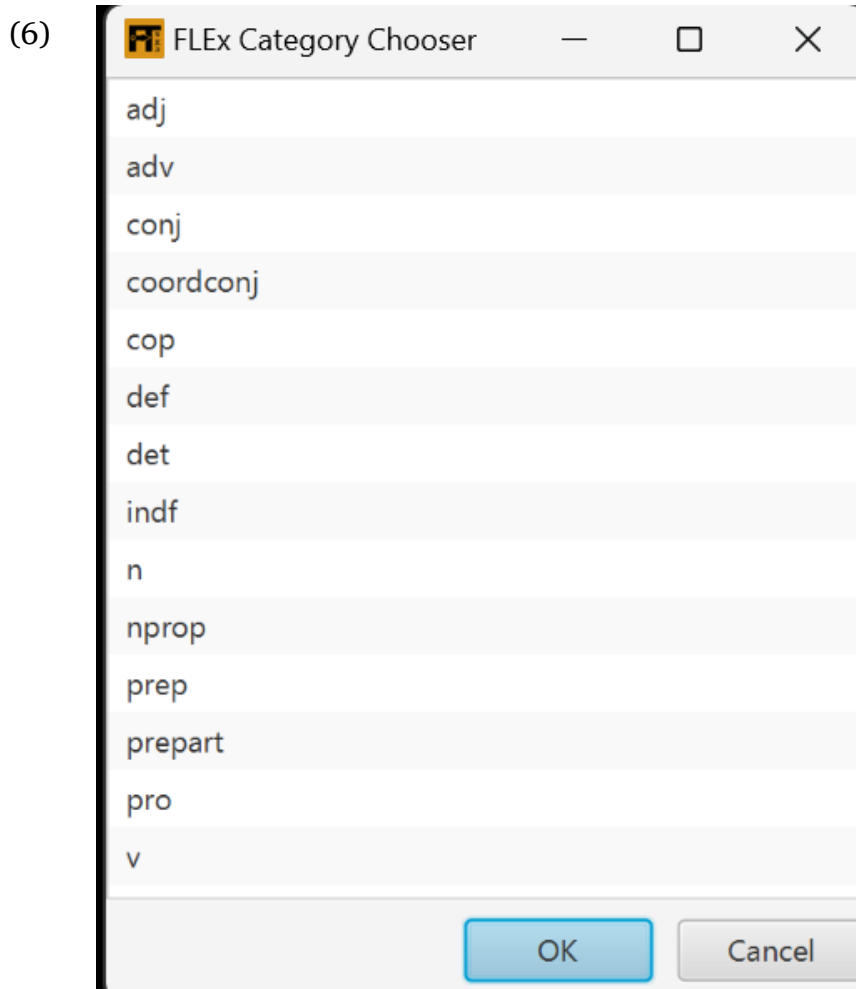 (6)
FLEx Category Chooser
adj
adv
conj
coordconj
cop
def
det
indf
n
nprop
prep
prepart
pro
v
OK Cancel